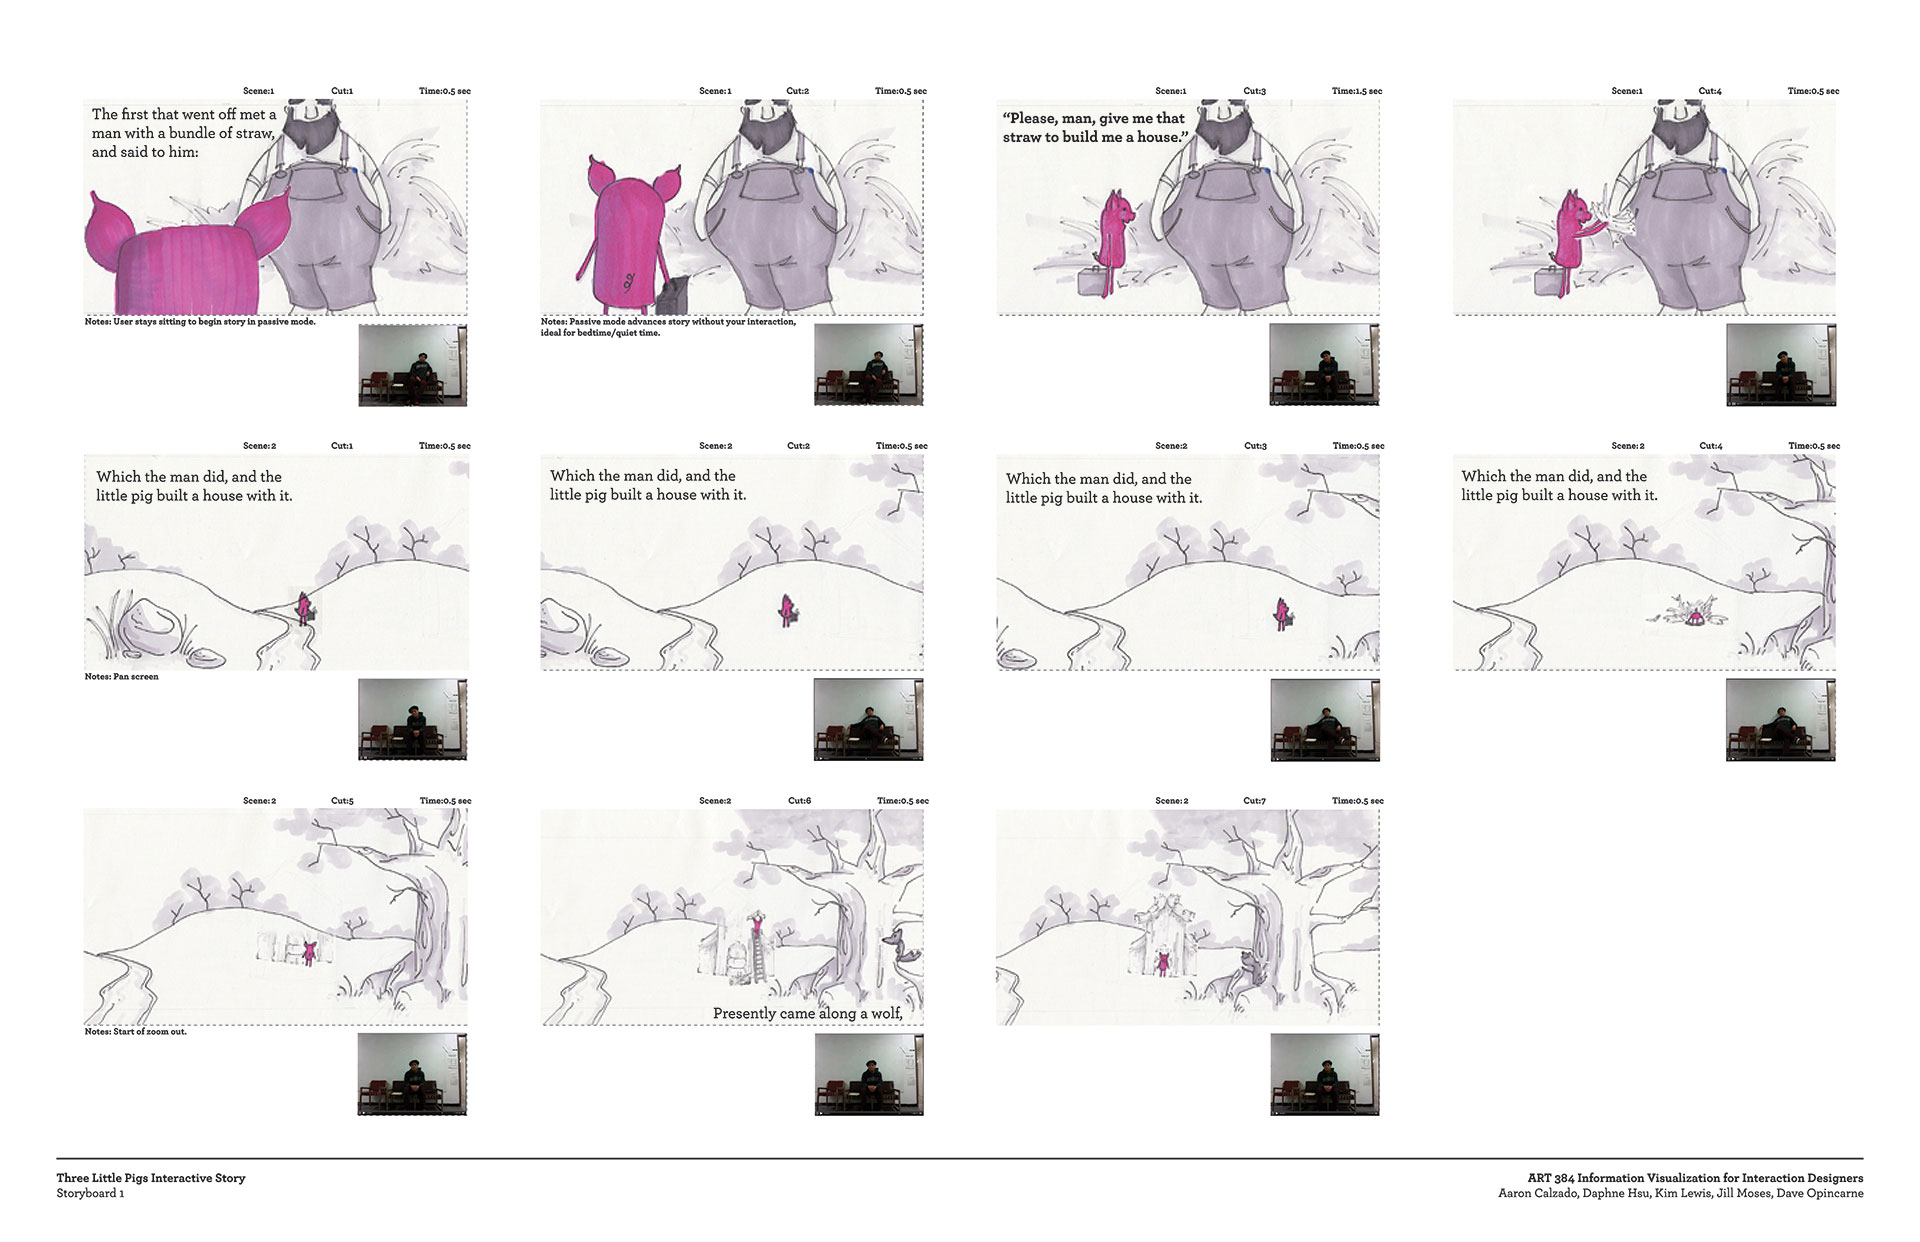 Scene:1 Cut:1 Time:0.5 sec
The first that went off met a
man with a bundle of straw,
and said to him:
Notes: User stays sitting to begin story in passive mode.
Scene:1 Cut:2 Time:0.5 sec
Notes: Passive mode advances story without your interaction,
ideal for bedtime/quiet time.
Scene:1 Cut:3 Time:1.5 sec
“Please, man, give me that
straw to build me a house.”
Scene:1 Cut:4 Time:0.5 sec
Scene:2 Cut:1 Time:0.5 sec
Which the man did, and the
little pig built a house with it.
Notes: Pan screen
Scene:2 Cut:2 Time:0.5 sec
Which the man did, and the
little pig built a house with it.
Scene:2 Cut:3 Time:0.5 sec
Which the man did, and the
little pig built a house with it.
Scene:2 Cut:4 Time:0.5 sec
Which the man did, and the
little pig built a house with it.
Scene:2 Cut:5 Time:0.5 sec
Notes: Start of zoom out.
Scene:2 Cut:6 Time:0.5 sec
Presently came along a wolf,
Scene:2 Cut:7 Time:0.5 sec
Three Little Pigs Interactive Story
Storyboard 1
ART 384 Information Visualization for Interaction Designers
Aaron Calzado, Daphne Hsu, Kim Lewis, Jill Moses, Dave Opincarne